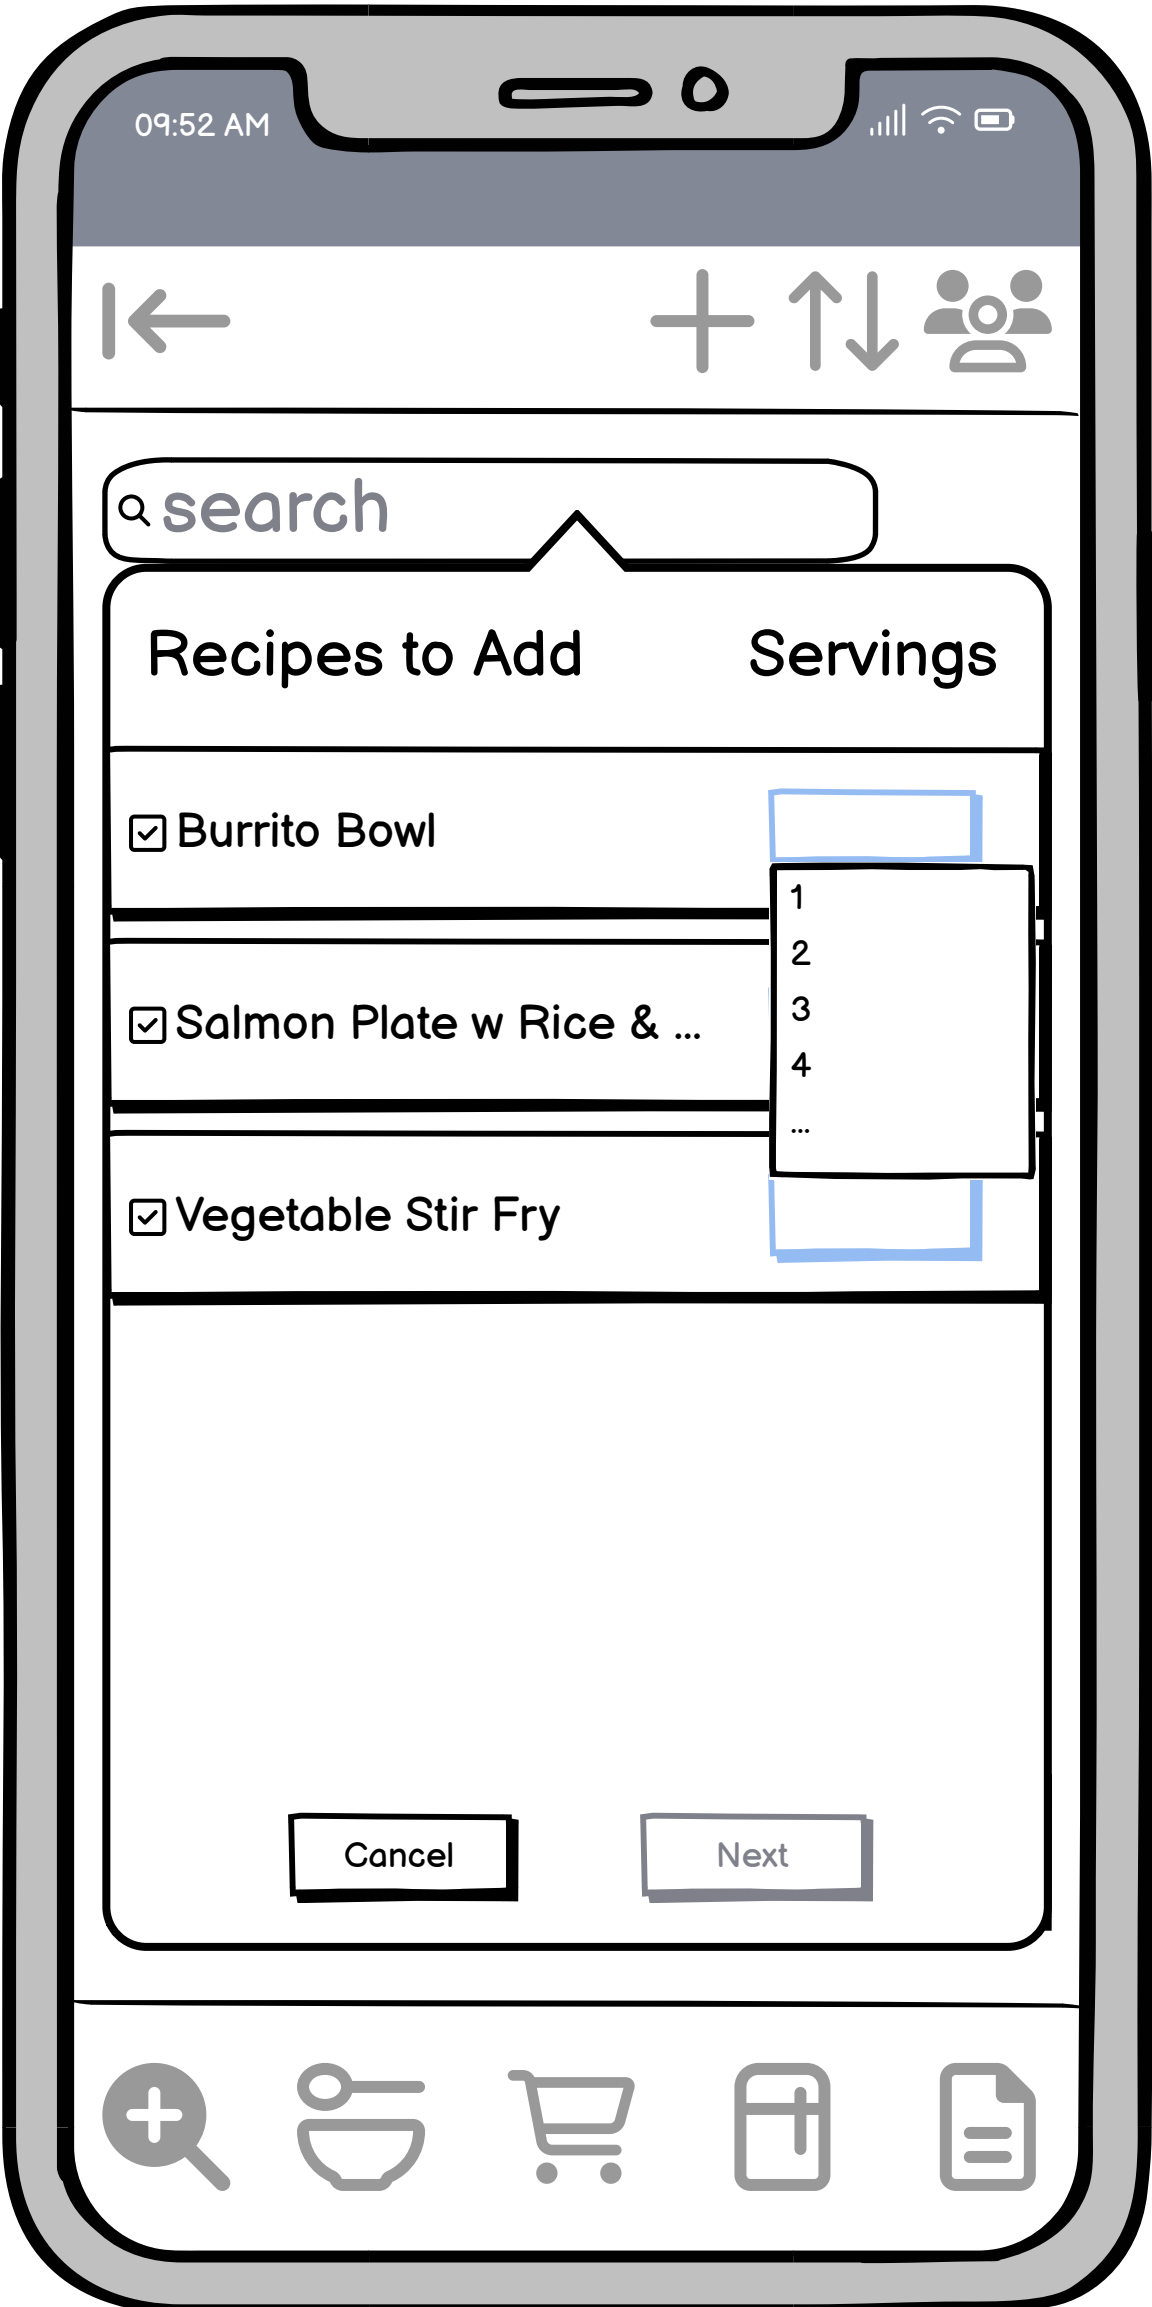 09:52 AM
search
Recipes to Add Servings
Burrito Bowl
1
2
Salmon Plate w Rice & ...
3
4
...
Vegetable Stir Fry
Cancel Next